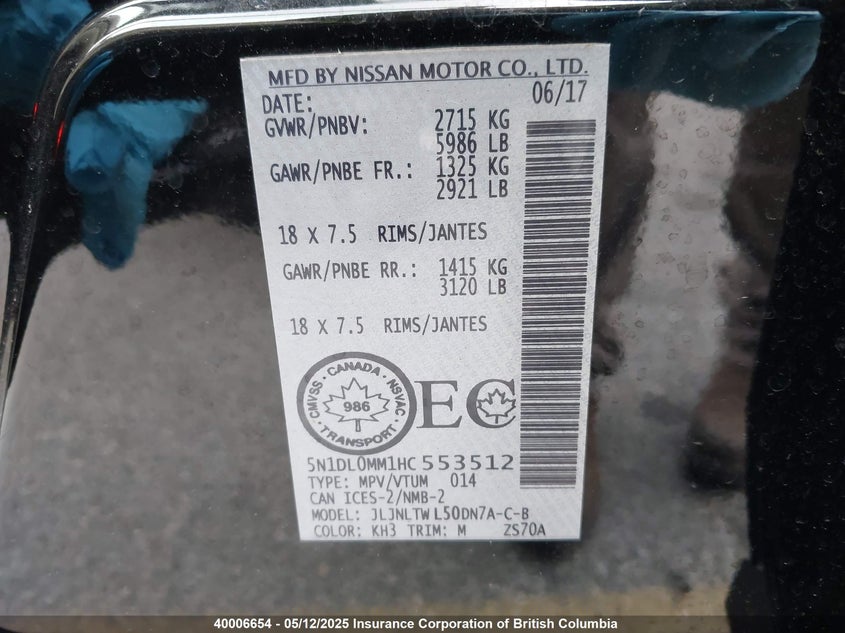 MFD BY NISSAN MOTOR CO., LTD.
DATE: 06/17
GVWR/PNBV: 2715 KG
5986 LB
GAWR/PNBE FR.: 1325 KG
2921 LB
18 X 7.5 RIMS/JANTES
GAWR/PNBE RR.: 1415 KG
3120 LB
18 X 7.5 RIMS/JANTES
CANADA
CMVSS · NSVAC
986
TRANSPORT
EC
5N1DL0MM1HC553512
TYPE: MPV/VTUM 014
CAN ICES-2/NMB-2
MODEL: JLJNLTW L50DN7A-C-B
COLOR: KH3 TRIM: M ZS70A
40006654 - 05/12/2025 Insurance Corporation of British Columbia